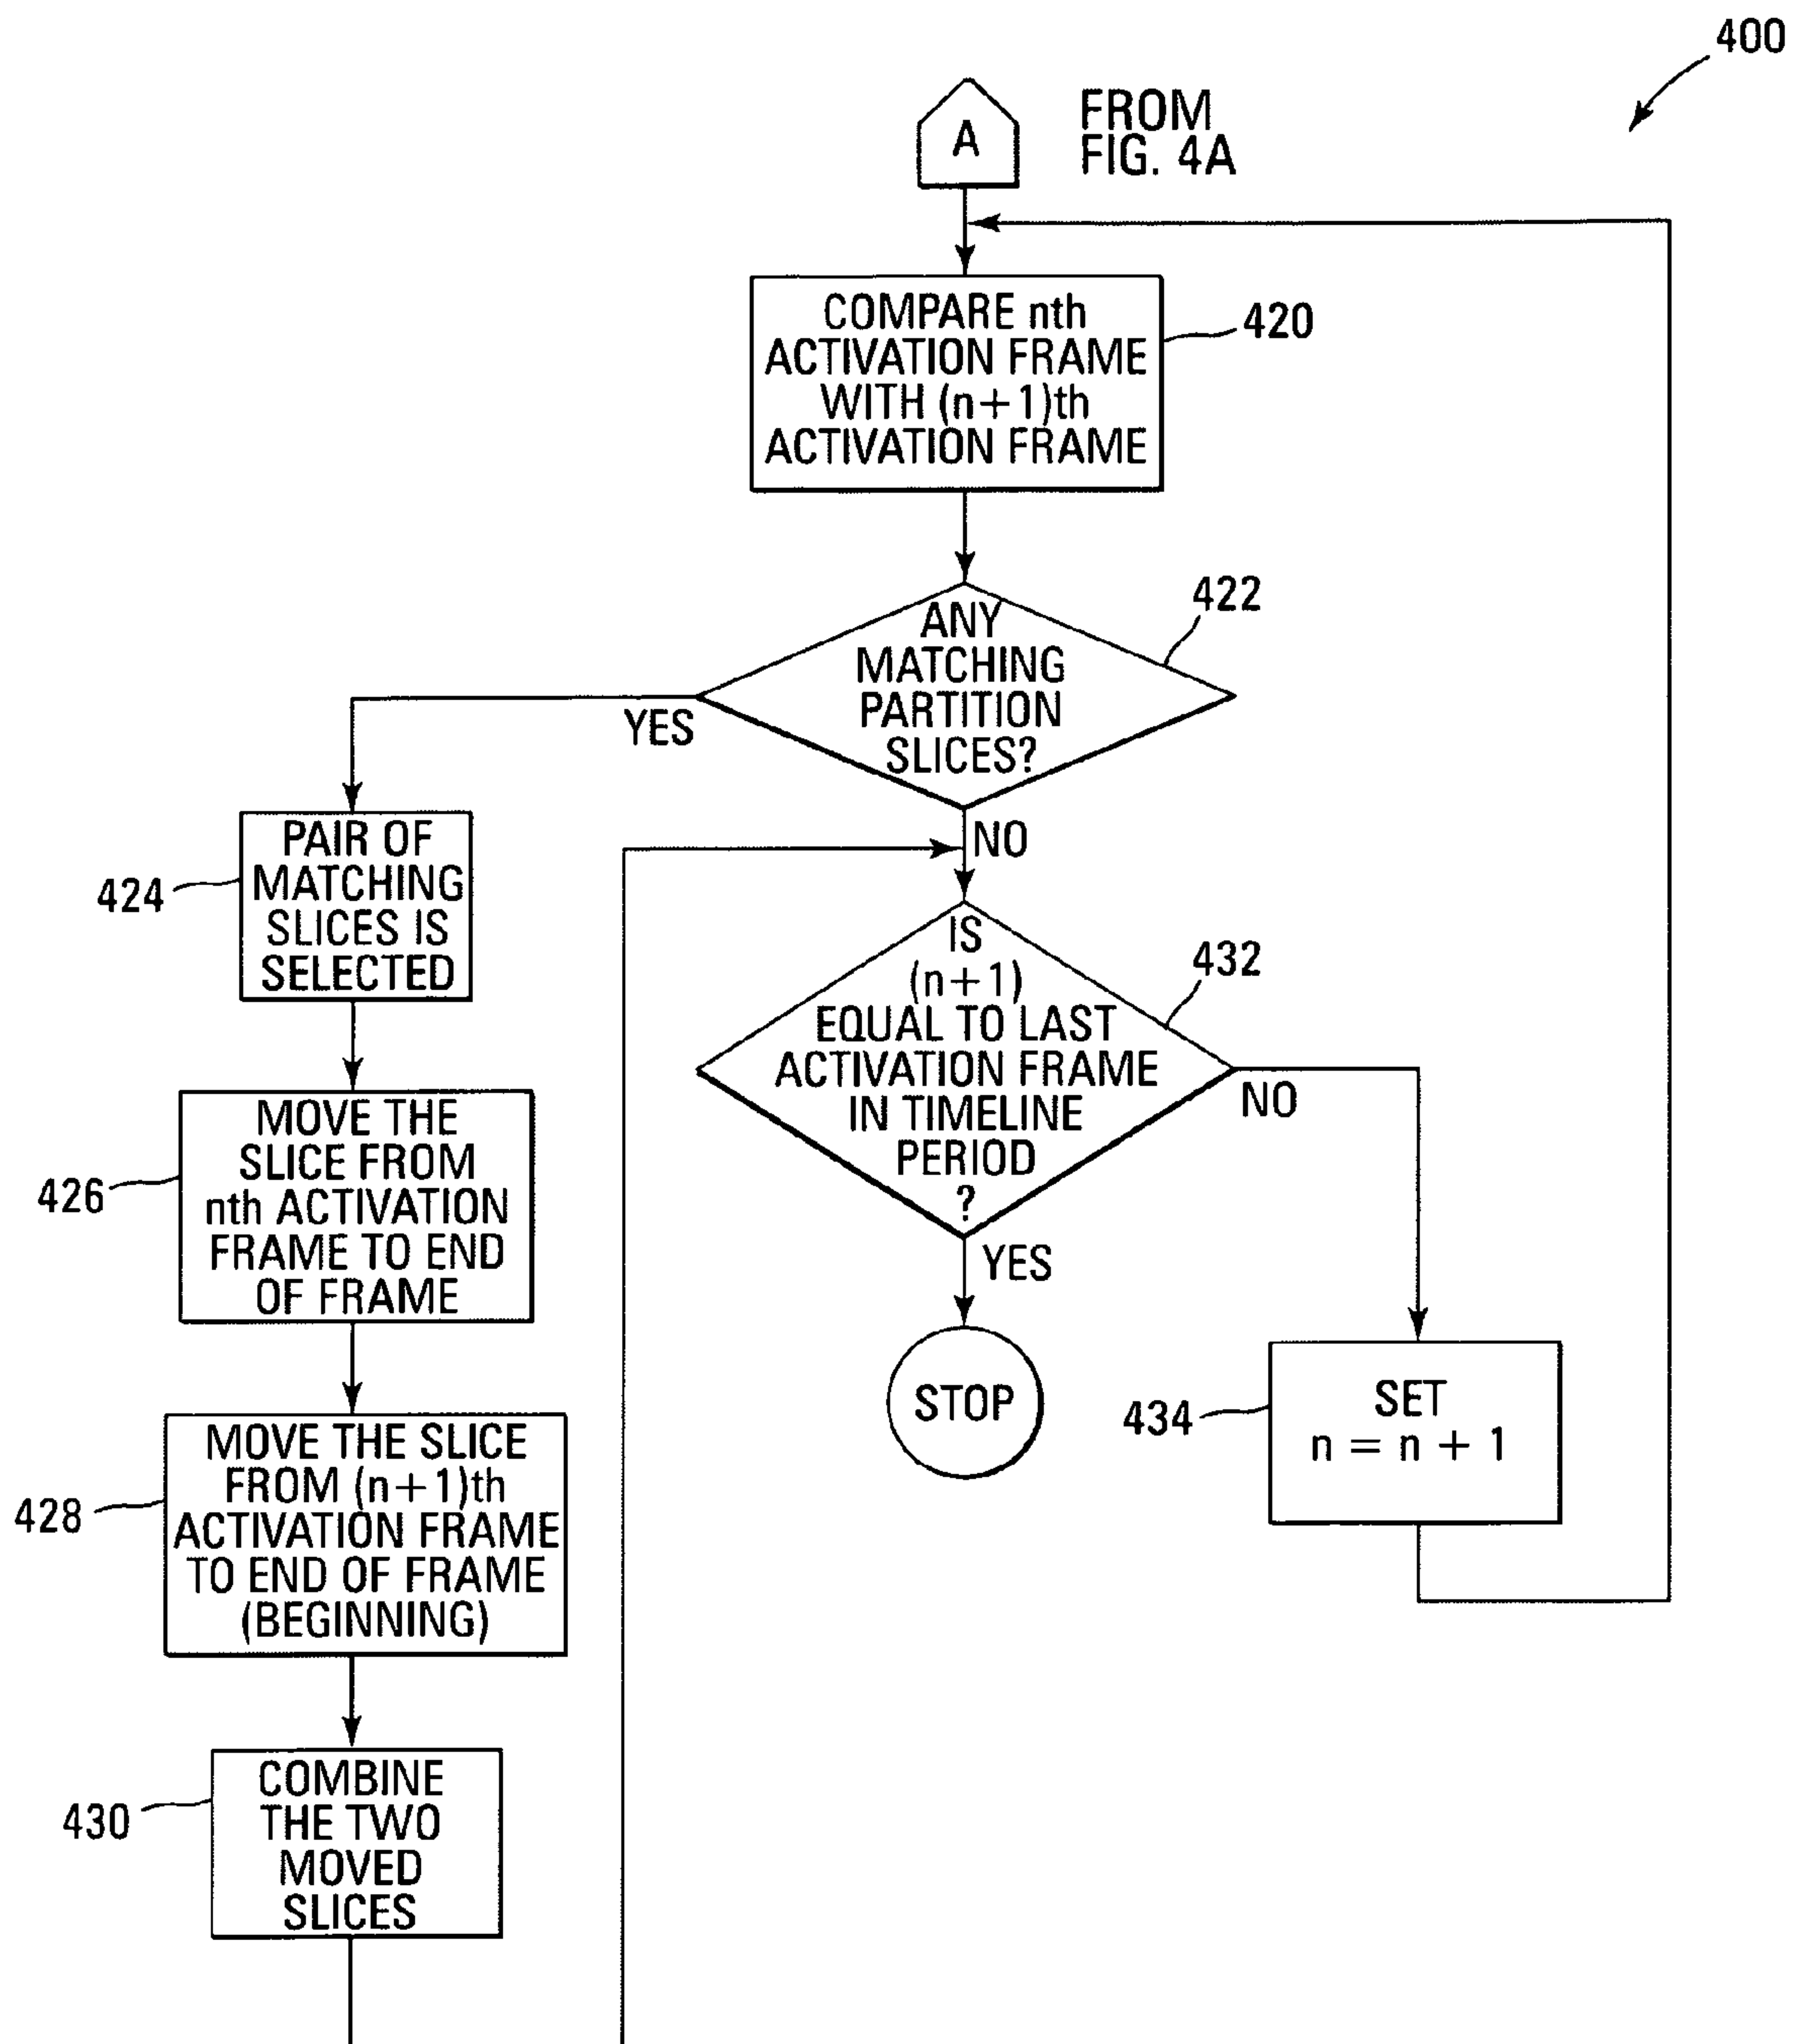 400
A
FROM
FIG. 4A
COMPARE nth
ACTIVATION FRAME
WITH (n+1)th
ACTIVATION FRAME
420
ANY
MATCHING
PARTITION
SLICES?
422
YES
NO
PAIR OF
MATCHING
SLICES IS
SELECTED
424
IS
(n+1)
EQUAL TO LAST
ACTIVATION FRAME
IN TIMELINE
PERIOD
?
432
NO
YES
MOVE THE
SLICE FROM
nth ACTIVATION
FRAME TO END
OF FRAME
426
STOP
SET
n = n + 1
434
MOVE THE SLICE
FROM (n+1)th
ACTIVATION FRAME
TO END OF FRAME
(BEGINNING)
428
COMBINE
THE TWO
MOVED
SLICES
430